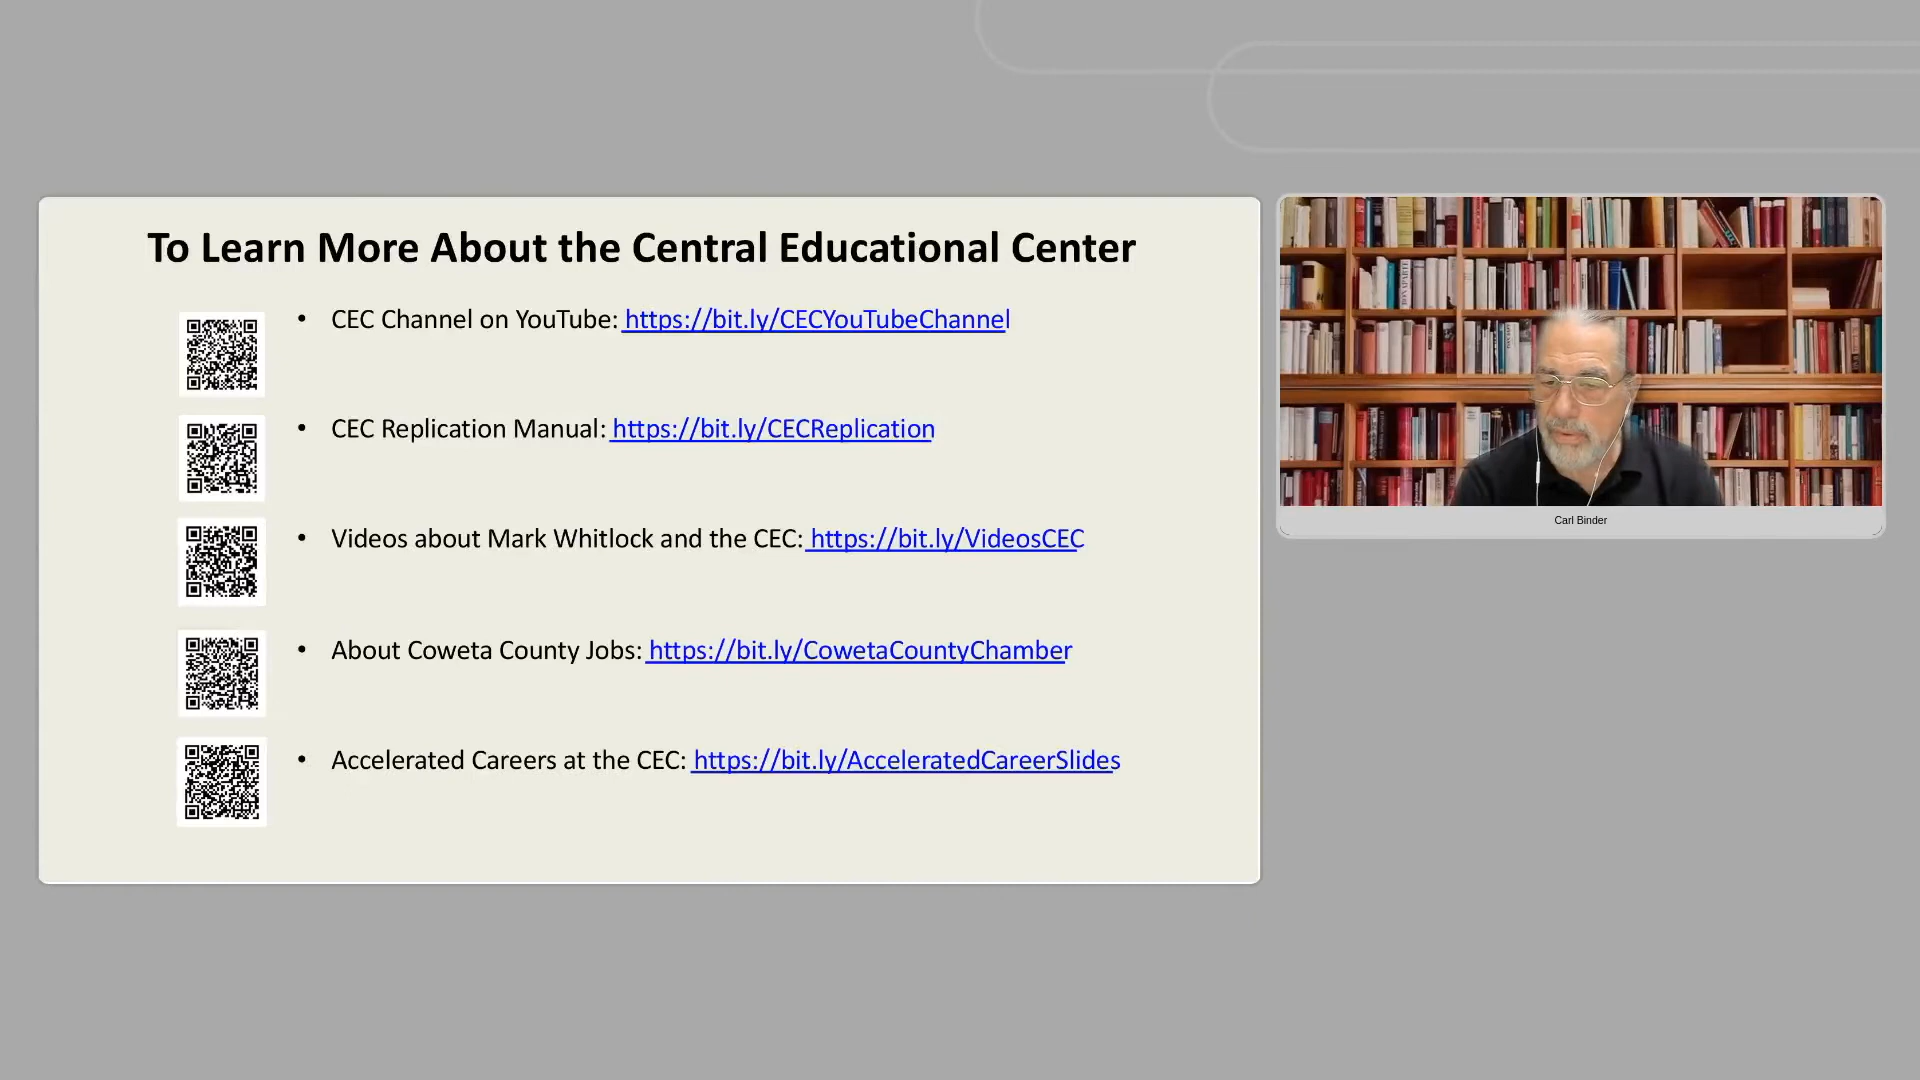 To Learn More About the Central Educational Center
• CEC Channel on YouTube: https://bit.ly/CECYouTubeChannel
• CEC Replication Manual: https://bit.ly/CECReplication
• Videos about Mark Whitlock and the CEC: https://bit.ly/VideosCEC
• About Coweta County Jobs: https://bit.ly/CowetaCountyChamber
• Accelerated Careers at the CEC: https://bit.ly/AcceleratedCareerSlides
Carl Binder